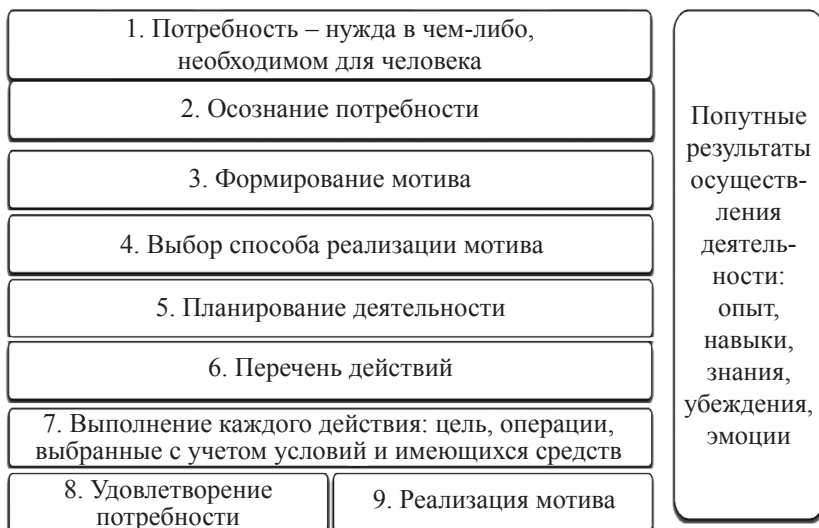 1. Потребность – нужда в чем-либо,
необходимом для человека
2. Осознание потребности
3. Формирование мотива
4. Выбор способа реализации мотива
5. Планирование деятельности
6. Перечень действий
7. Выполнение каждого действия: цель, операции,
выбранные с учетом условий и имеющихся средств
8. Удовлетворение
потребности
9. Реализация мотива
Попутные
результаты
осуществ-
ления
деятель-
ности:
опыт,
навыки,
знания,
убеждения,
эмоции